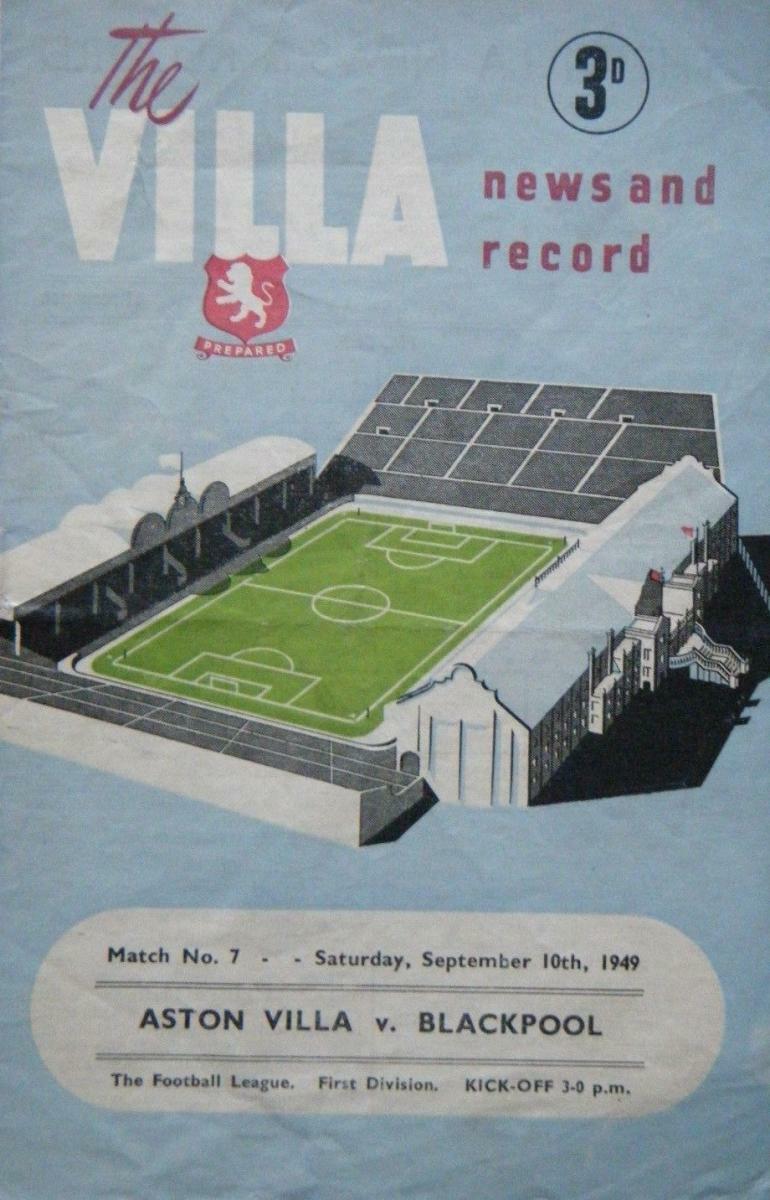 The
VILLA
3D
news and
record
PREPARED
Match No. 7 - - Saturday, September 10th, 1949
ASTON VILLA v. BLACKPOOL
The Football League. First Division. KICK-OFF 3-0 p.m.